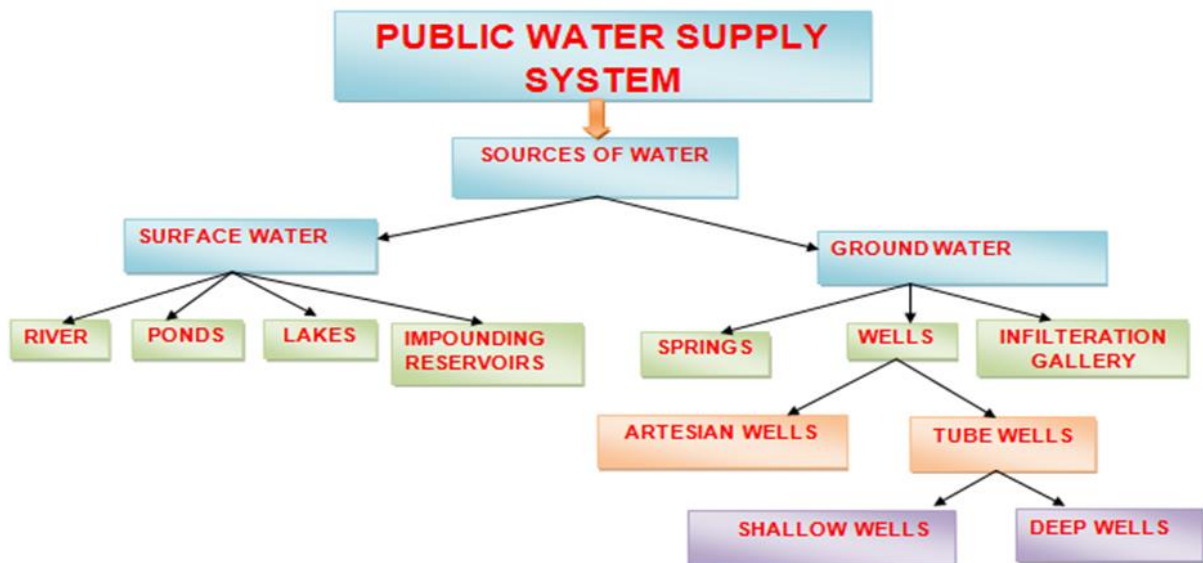 PUBLIC WATER SUPPLY
SYSTEM
SOURCES OF WATER
SURFACE WATER
GROUND WATER
RIVER
PONDS
LAKES
IMPOUNDING
RESERVOIRS
SPRINGS
WELLS
INFILTERATION
GALLERY
ARTESIAN WELLS
TUBE WELLS
SHALLOW WELLS
DEEP WELLS